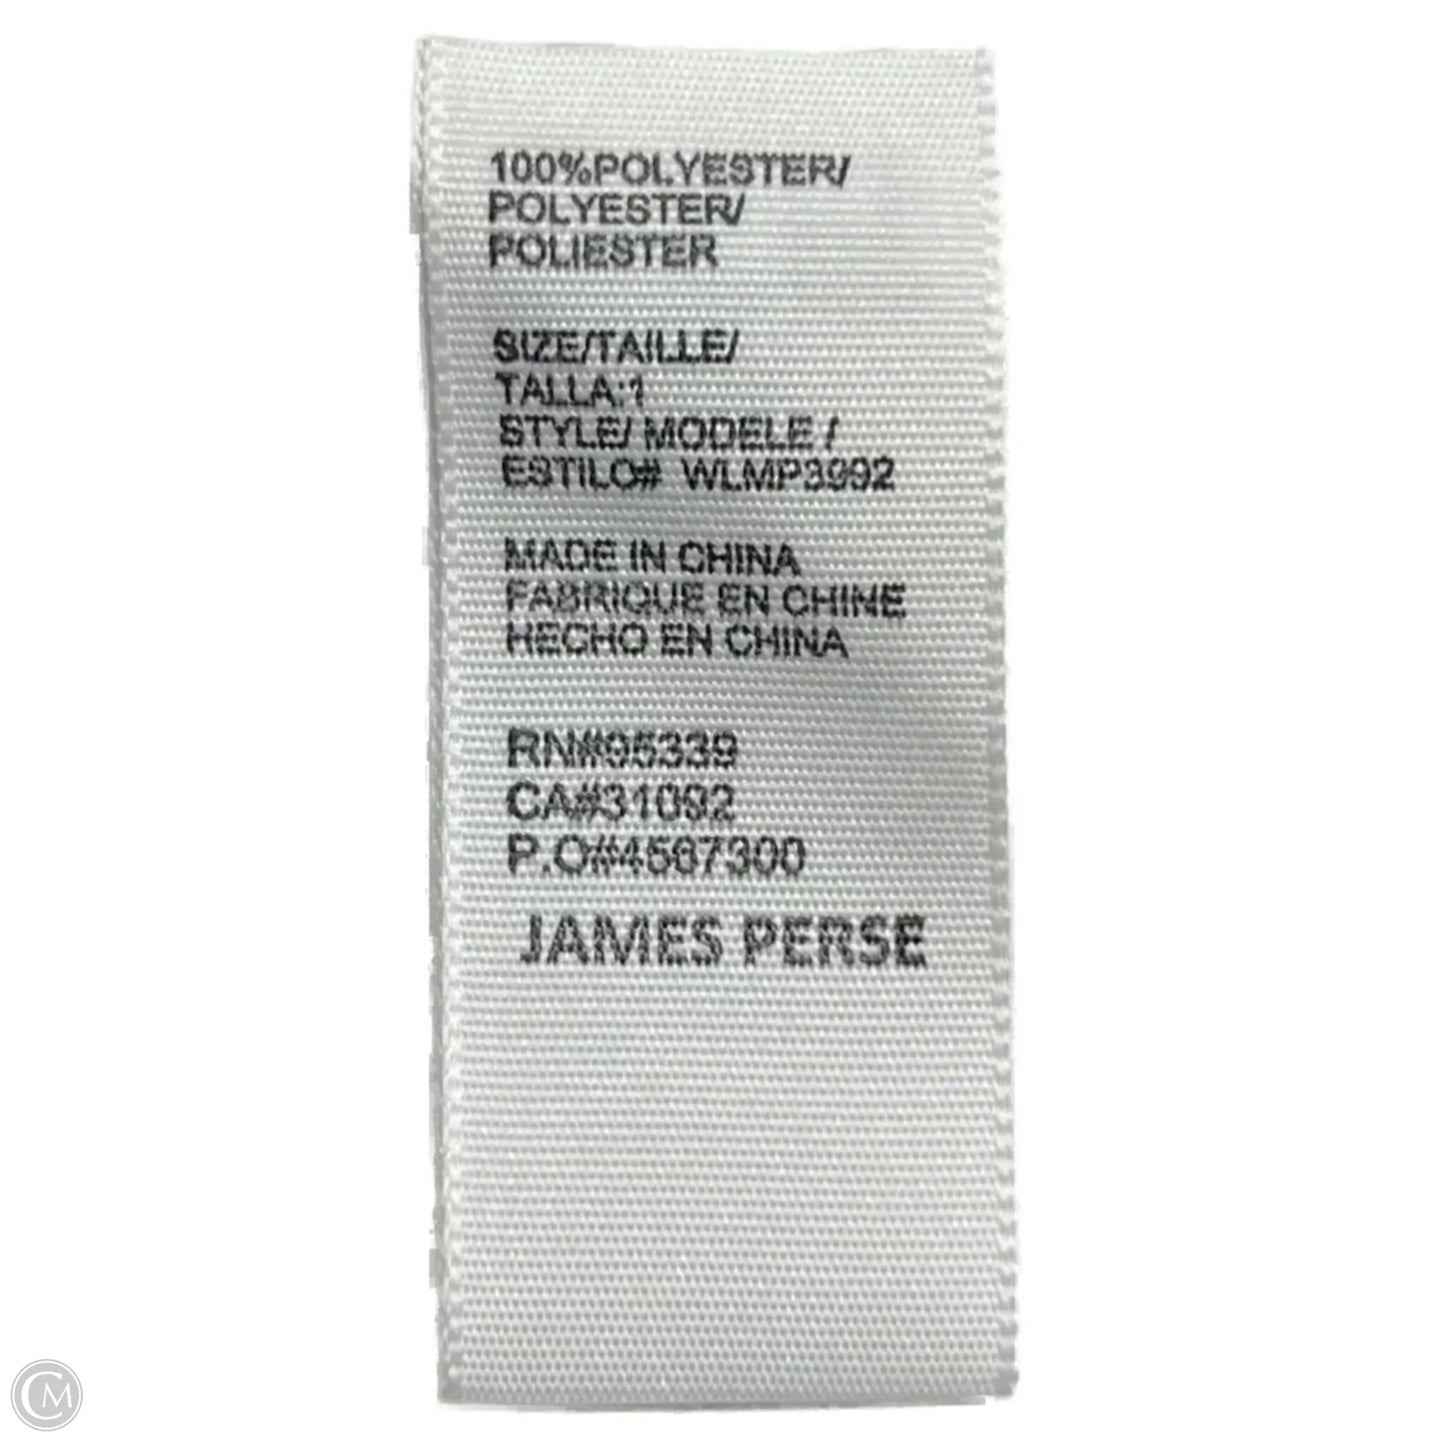 100%POLYESTER/
POLYESTER/
POLIESTER
SIZE/TAILLE/
TALLA:1
STYLE/ MODELE /
ESTILO# WLMP3992
MADE IN CHINA
FABRIQUE EN CHINE
HECHO EN CHINA
RN#95339
CA#31092
P.O#4567300
JAMES PERSE
CM